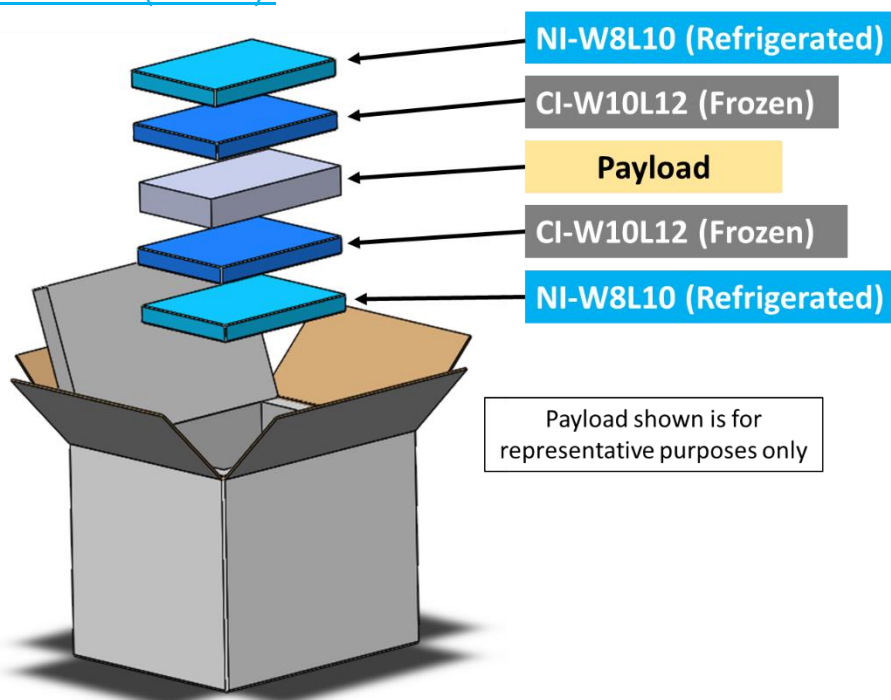 NI-W8L10 (Refrigerated)
CI-W10L12 (Frozen)
Payload
CI-W10L12 (Frozen)
NI-W8L10 (Refrigerated)
Payload shown is for
representative purposes only